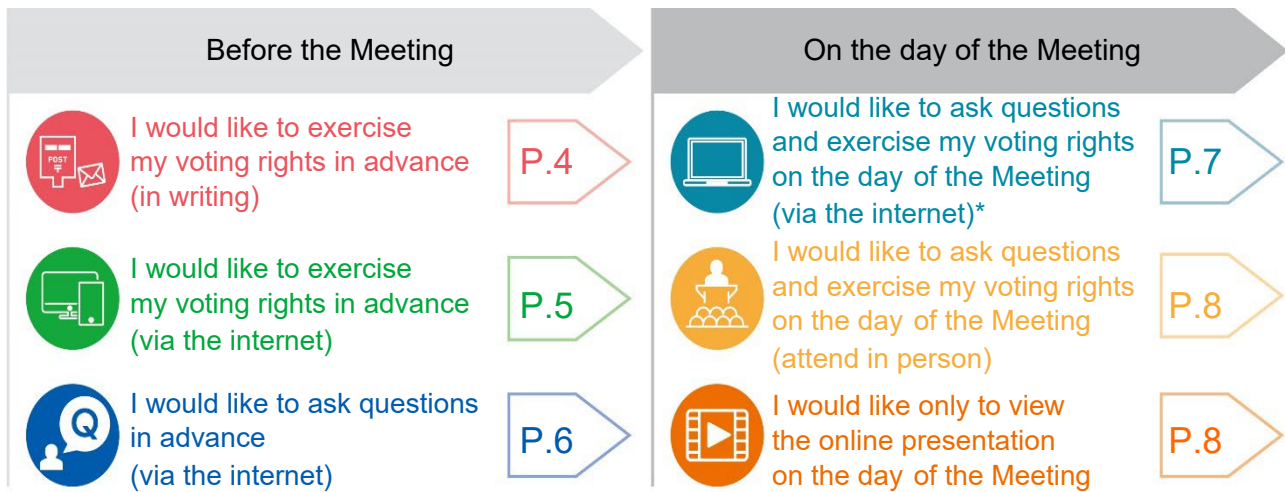 Before the Meeting
I would like to exercise
my voting rights in advance
(in writing)
P.4
POST
I would like to exercise
my voting rights in advance
(via the internet)
P.5
I would like to ask questions
in advance
(via the internet)
P.6
Q
On the day of the Meeting
I would like to ask questions
and exercise my voting rights
on the day of the Meeting
(via the internet)*
P.7
I would like to ask questions
and exercise my voting rights
on the day of the Meeting
(attend in person)
P.8
I would like only to view
the online presentation
on the day of the Meeting
P.8